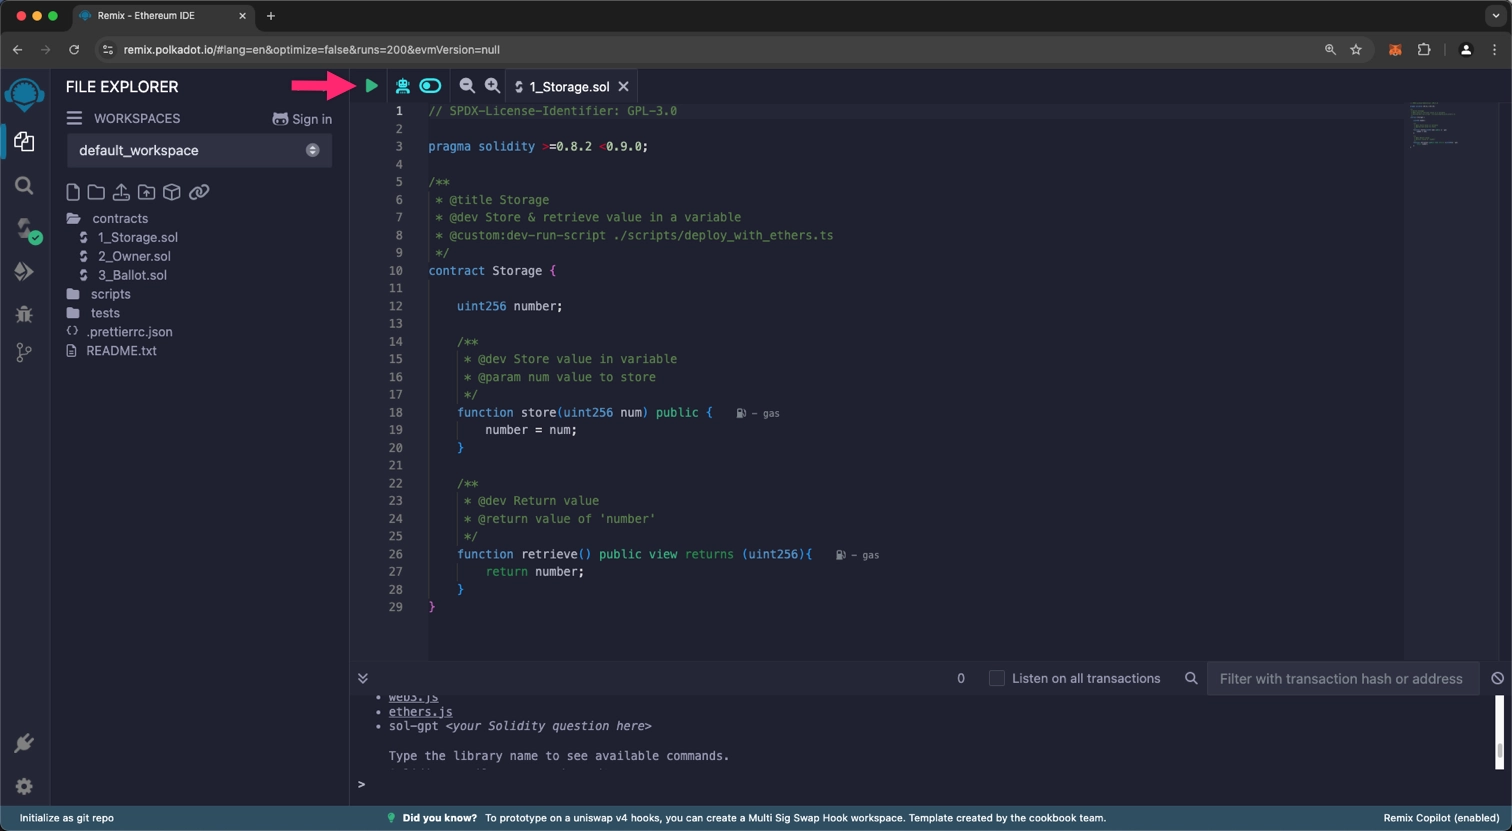 Remix - Ethereum IDE
remix.polkadot.io/#lang=en&optimize=false&runs=200&evmVersion=null
FILE EXPLORER
WORKSPACES
Sign in
default_workspace
contracts
1_Storage.sol
2_Owner.sol
3_Ballot.sol
scripts
tests
.prettierrc.json
README.txt
1_Storage.sol
1 // SPDX-License-Identifier: GPL-3.0
2
3 pragma solidity >=0.8.2 <0.9.0;
4
5 /**
6 * @title Storage
7 * @dev Store & retrieve value in a variable
8 * @custom:dev-run-script ./scripts/deploy_with_ethers.ts
9 */
10 contract Storage {
11
12 uint256 number;
13
14 /**
15 * @dev Store value in variable
16 * @param num value to store
17 */
18 function store(uint256 num) public { - gas
19 number = num;
20 }
21
22 /**
23 * @dev Return value
24 * @return value of 'number'
25 */
26 function retrieve() public view returns (uint256){ - gas
27 return number;
28 }
29 }
0 Listen on all transactions Filter with transaction hash or address
• web3.js
• ethers.js
• sol-gpt <your Solidity question here>
Type the library name to see available commands.
>
Initialize as git repo
Did you know? To prototype on a uniswap v4 hooks, you can create a Multi Sig Swap Hook workspace. Template created by the cookbook team.
Remix Copilot (enabled)